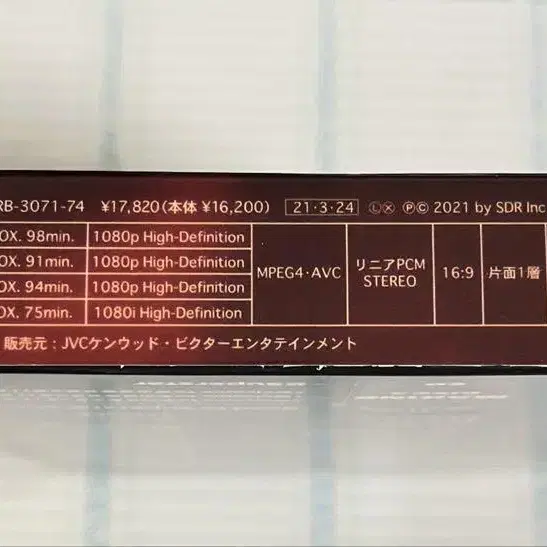 RB-3071-74 ¥17,820(本体 ¥16,200) 21・3・24 Ⓛ× ℗© 2021 by SDR Inc
OX. 98min. 1080p High-Definition
OX. 91min. 1080p High-Definition
OX. 94min. 1080p High-Definition
OX. 75min. 1080i High-Definition
MPEG4・AVC
リニアPCM
STEREO
16:9
片面1層
販売元：JVCケンウッド・ビクターエンタテインメント